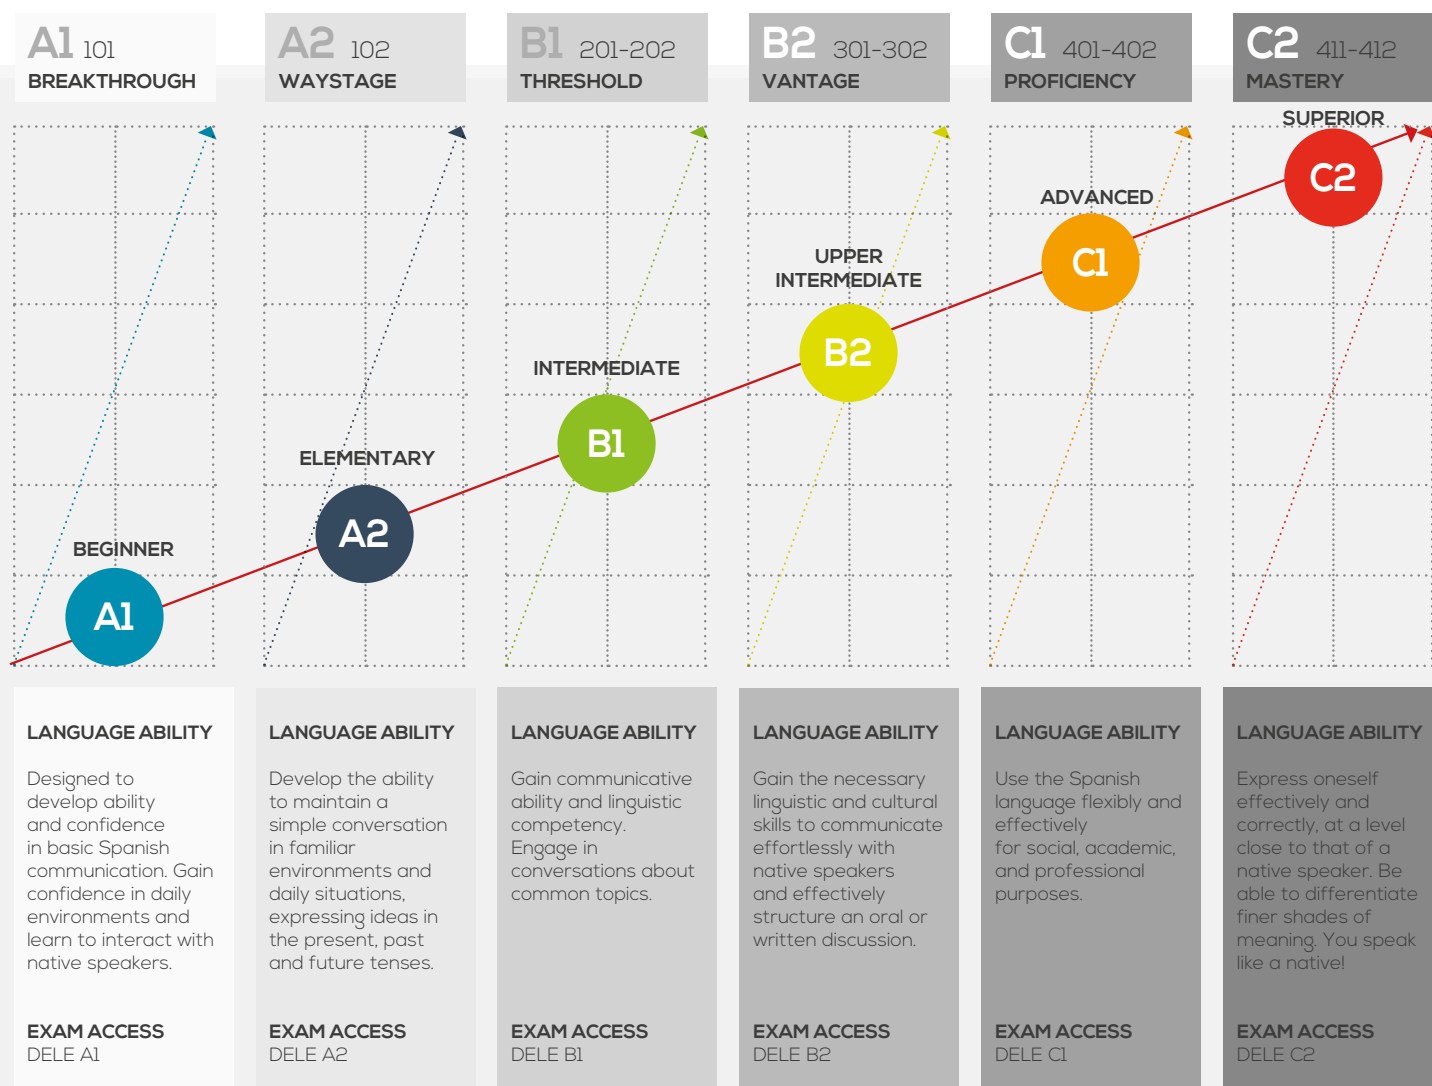 A1 101
BREAKTHROUGH
A2 102
WAYSTAGE
B1 201-202
THRESHOLD
B2 301-302
VANTAGE
C1 401-402
PROFICIENCY
C2 411-412
MASTERY
SUPERIOR
C2
ADVANCED
C1
UPPER
INTERMEDIATE
B2
INTERMEDIATE
B1
ELEMENTARY
A2
BEGINNER
A1
LANGUAGE ABILITY
Designed to
develop ability
and confidence
in basic Spanish
communication. Gain
confidence in daily
environments and
learn to interact with
native speakers.
EXAM ACCESS
DELE A1
LANGUAGE ABILITY
Develop the ability
to maintain a
simple conversation
in familiar
environments and
daily situations,
expressing ideas in
the present, past
and future tenses.
EXAM ACCESS
DELE A2
LANGUAGE ABILITY
Gain communicative
ability and linguistic
competency.
Engage in
conversations about
common topics.
EXAM ACCESS
DELE B1
LANGUAGE ABILITY
Gain the necessary
linguistic and cultural
skills to communicate
effortlessly with
native speakers
and effectively
structure an oral or
written discussion.
EXAM ACCESS
DELE B2
LANGUAGE ABILITY
Use the Spanish
language flexibly and
effectively
for social, academic,
and professional
purposes.
EXAM ACCESS
DELE C1
LANGUAGE ABILITY
Express oneself
effectively and
correctly, at a level
close to that of a
native speaker. Be
able to differentiate
finer shades of
meaning. You speak
like a native!
EXAM ACCESS
DELE C2